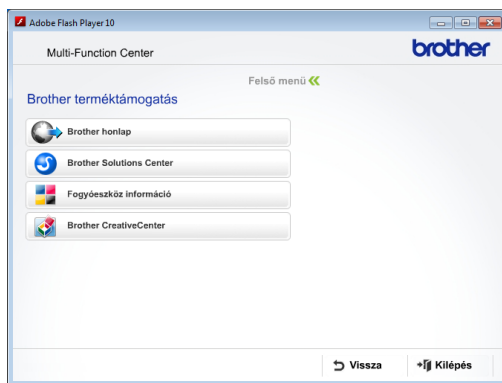 Adobe Flash Player 10
Multi-Function Center
brother
Felső menü
Brother terméktámogatás
Brother honlap
Brother Solutions Center
Fogyóeszköz információ
Brother CreativeCenter
Vissza
Kilépés